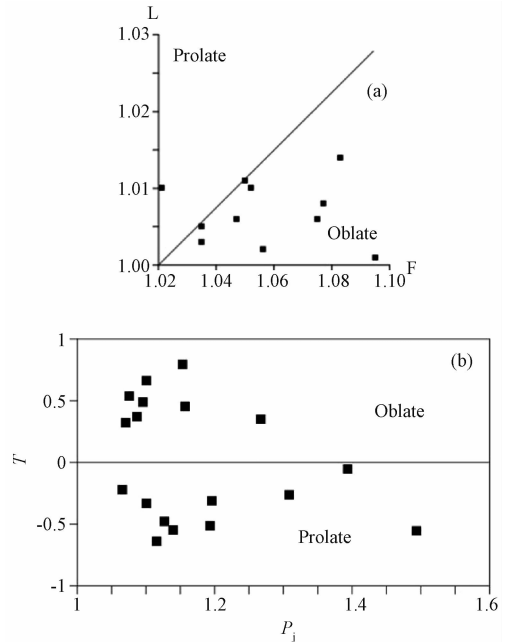 L
1.03
Prolate
(a)
1.02
1.01
Oblate
1.00
F
1.02 1.04 1.06 1.08 1.10
1
(b)
0.5
Oblate
T
0
-0.5
Prolate
-1
1 1.2 1.4 1.6
Pj